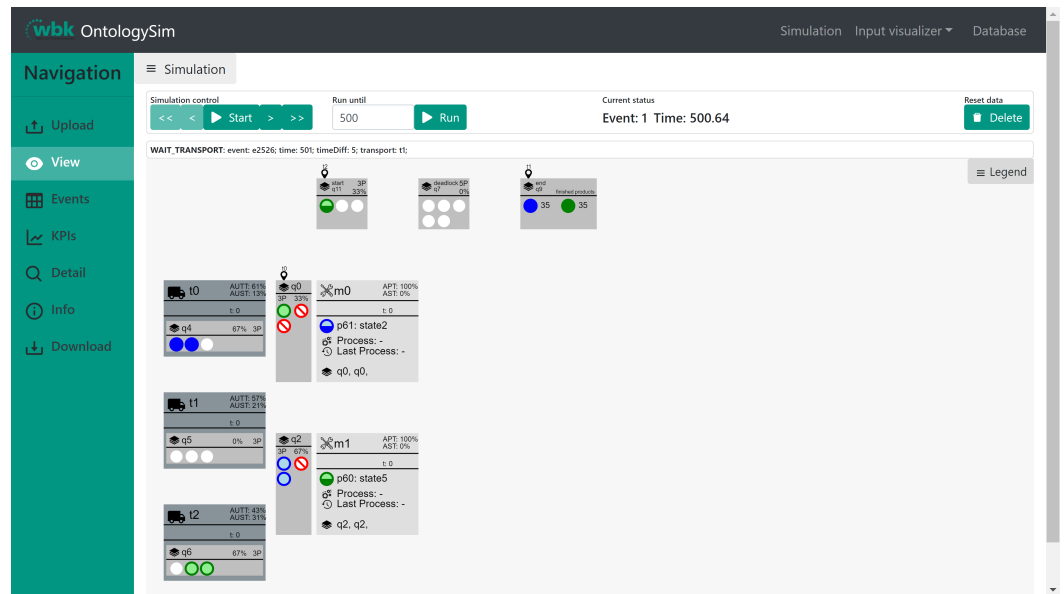 wbk OntologySim
Simulation Input visualizer Database
Navigation
Simulation
Upload
View
Events
KPIs
Detail
Info
Download
Simulation control
<< < Start > >>
Run until
500 Run
Current status
Event: 1 Time: 500.64
Reset data
Delete
WAIT_TRANSPORT: event: e2526; time: 501; timeDiff: 5; transport: t1;
Legend
t2
start 3P
q11 33%
deadlock 5P
q7 0%
t1
end
q9 finished products
35 35
t0 AUTT: 61%
AUST: 13%
t: 0
q4 67% 3P
t0
q0
3P 33%
m0 APT: 100%
AST: 0%
t: 0
p61: state2
Process: -
Last Process: -
q0, q0,
t1 AUTT: 57%
AUST: 21%
t: 0
q5 0% 3P
q2
3P 67%
m1 APT: 100%
AST: 0%
t: 0
p60: state5
Process: -
Last Process: -
q2, q2,
t2 AUTT: 43%
AUST: 31%
t: 0
q6 67% 3P